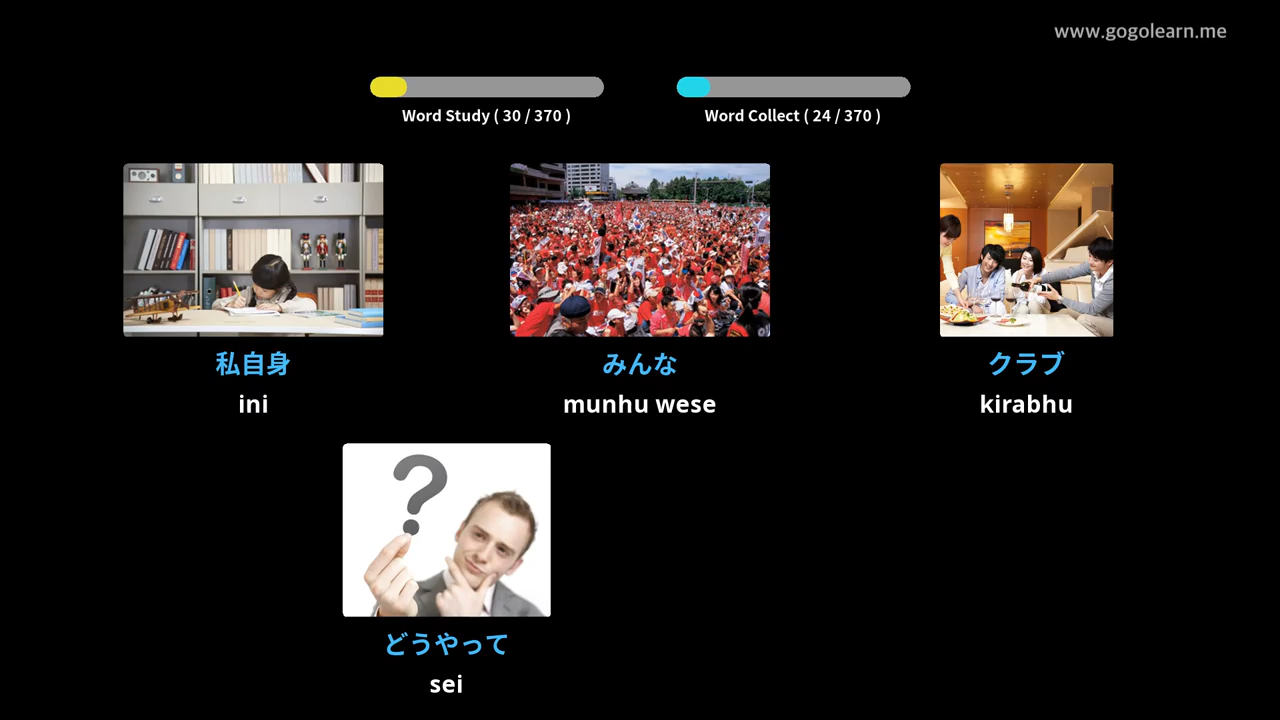 www.gogolearn.me
Word Study ( 30 / 370 )
Word Collect ( 24 / 370 )
私自身
ini
みんな
munhu wese
クラブ
kirabhu
どうやって
sei